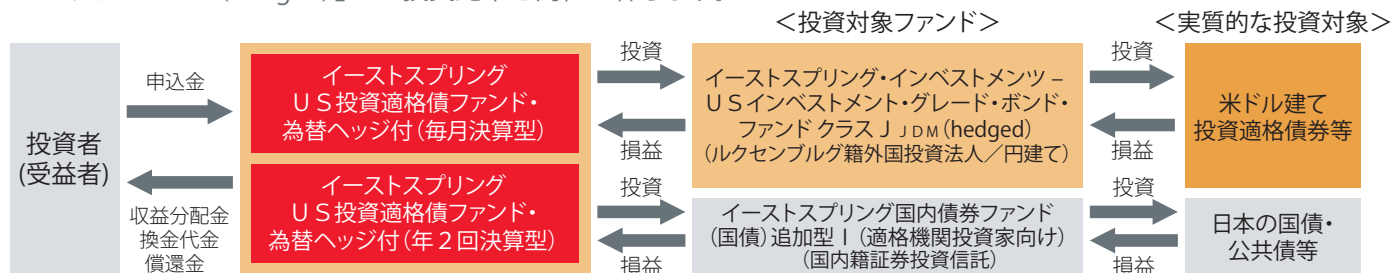 ＜投資対象ファンド＞
＜実質的な投資対象＞
投資者
(受益者)
申込金
収益分配金
換金代金
償還金
イーストスプリング
ＵＳ投資適格債ファンド・
為替ヘッジ付（毎月決算型）
イーストスプリング
ＵＳ投資適格債ファンド・
為替ヘッジ付（年２回決算型）
投資
損益
投資
損益
イーストスプリング・インベストメンツ –
ＵＳインベストメント・グレード・ボンド・
ファンド クラスＪ JDM（hedged）
（ルクセンブルグ籍外国投資法人／円建て）
イーストスプリング国内債券ファンド
（国債）追加型Ⅰ（適格機関投資家向け）
（国内籍証券投資信託）
投資
損益
投資
損益
米ドル建て
投資適格債券等
日本の国債・
公共債等